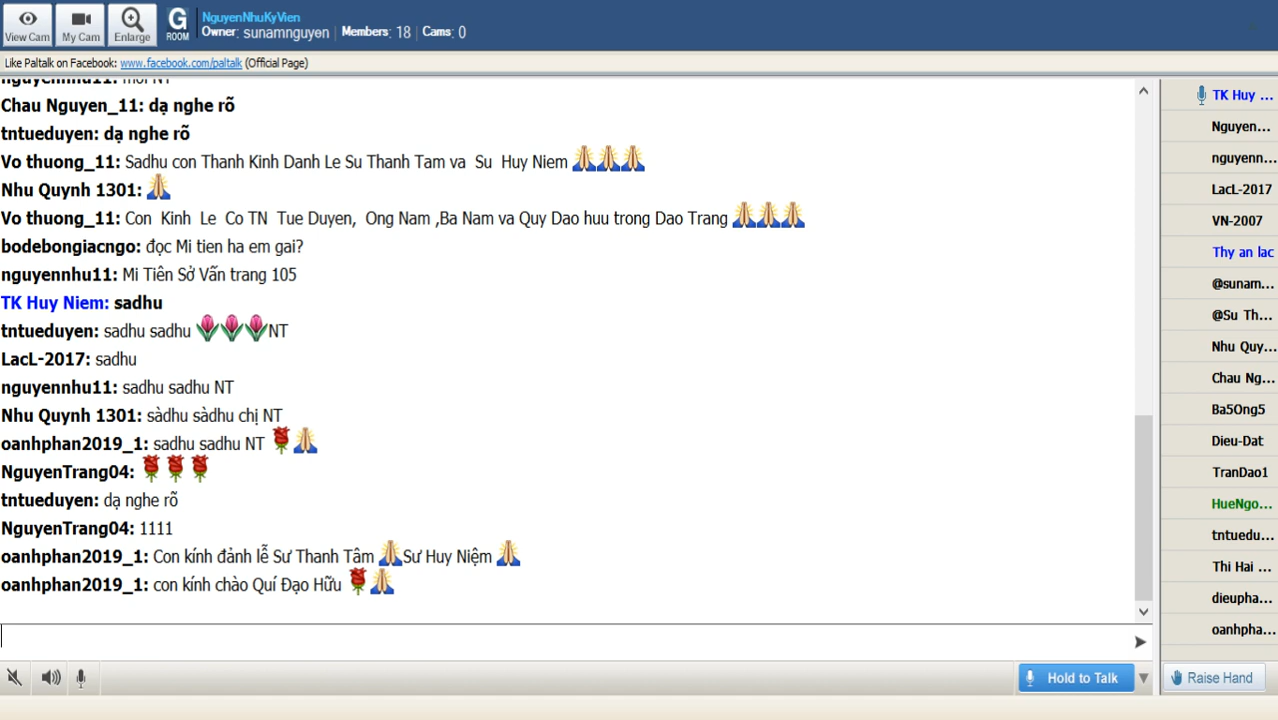 View Cam
My Cam
Enlarge
G
ROOM
NguyenNhuKyVien
Owner: sunamnguyen | Members: 18 | Cams: 0
Like Paltalk on Facebook: www.facebook.com/paltalk (Official Page)
nguyennhu11: mời NT
Chau Nguyen_11: dạ nghe rõ
tntueduyen: dạ nghe rõ
Vo thuong_11: Sadhu con Thanh Kinh Danh Le Su Thanh Tam va Su Huy Niem
Nhu Quynh 1301:
Vo thuong_11: Con Kinh Le Co TN Tue Duyen, Ong Nam ,Ba Nam va Quy Dao huu trong Dao Trang
bodebongiacngo: đọc Mi tien ha em gai?
nguyennhu11: Mi Tiên Sở Vấn trang 105
TK Huy Niem: sadhu
tntueduyen: sadhu sadhu NT
LacL-2017: sadhu
nguyennhu11: sadhu sadhu NT
Nhu Quynh 1301: sàdhu sàdhu chị NT
oanhphan2019_1: sadhu sadhu NT
NguyenTrang04:
tntueduyen: dạ nghe rõ
NguyenTrang04: 1111
oanhphan2019_1: Con kính đảnh lễ Sư Thanh Tâm Sư Huy Niệm
oanhphan2019_1: con kính chào Quí Đạo Hữu
TK Huy ...
Nguyen...
nguyenn...
LacL-2017
VN-2007
Thy an lac
@sunam...
@Su Th...
Nhu Quy...
Chau Ng...
Ba5Ong5
Dieu-Dat
TranDao1
HueNgo...
tntuedu...
Thi Hai ...
dieupha...
oanhpha...
Hold to Talk
Raise Hand